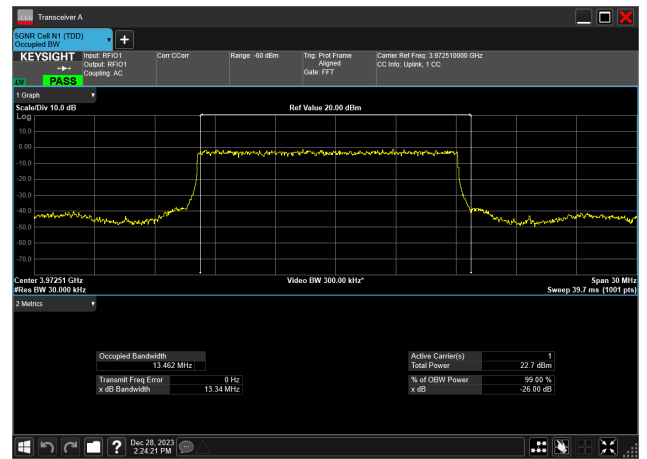 Transceiver A
5GNR Cell N1 (TDD)
Occupied BW
KEYSIGHT
LW PASS
Input: RFIO1
Output: RFIO1
Coupling: AC
Corr CCorr
Range: -60 dBm
Trig: Prot Frame
Aligned
Gate: FFT
Carrier Ref Freq: 3.972510000 GHz
CC Info: Uplink, 1 CC
1 Graph
Scale/Div 10.0 dB
Ref Value 20.00 dBm
Log
10.0
0.00
-10.0
-20.0
-30.0
-40.0
-50.0
-60.0
-70.0
Center 3.97251 GHz
#Res BW 30.000 kHz
Video BW 300.00 kHz*
Span 30 MHz
Sweep 39.7 ms (1001 pts)
2 Metrics
Occupied Bandwidth
13.462 MHz
Transmit Freq Error 0 Hz
x dB Bandwidth 13.34 MHz
Active Carrier(s) 1
Total Power 22.7 dBm
% of OBW Power 99.00 %
x dB -26.00 dB
?
Dec 28, 2023
2:24:21 PM